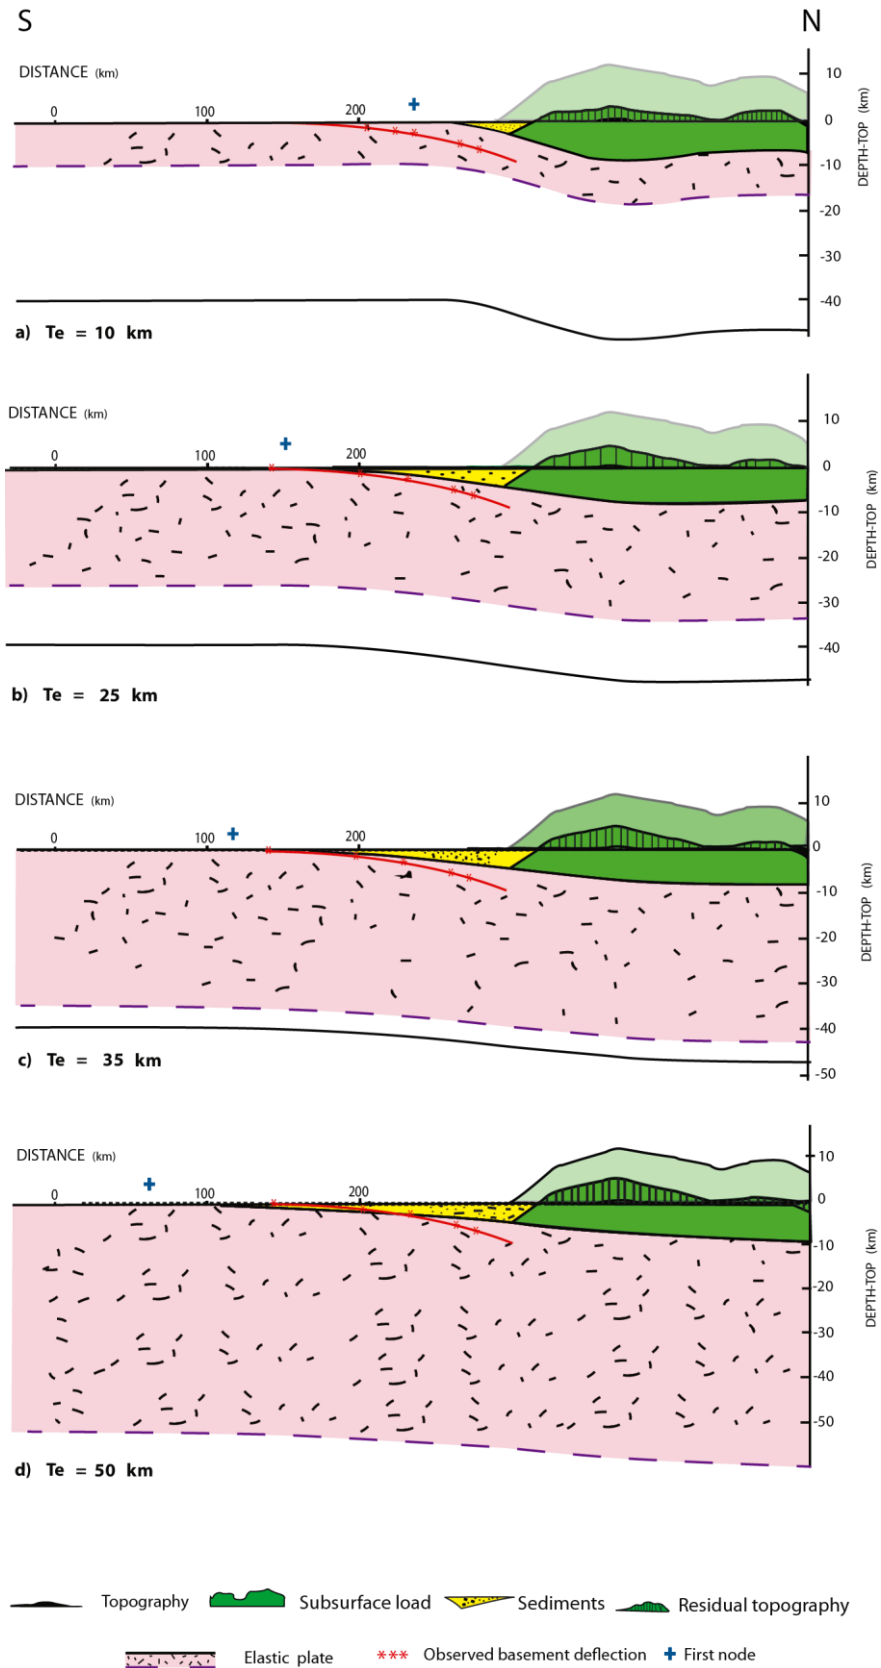 S N
DISTANCE (km)
0 100 200
10
0
-10
-20
-30
-40
DEPTH-TOP (km)
a) Te = 10 km
DISTANCE (km)
0 100 200
10
0
-10
-20
-30
-40
DEPTH-TOP (km)
b) Te = 25 km
DISTANCE (km)
0 100 200
10
0
-10
-20
-30
-40
-50
DEPTH-TOP (km)
c) Te = 35 km
DISTANCE (km)
0 100 200
10
0
-10
-20
-30
-40
-50
DEPTH-TOP (km)
d) Te = 50 km
Topography Subsurface load Sediments Residual topography
Elastic plate Observed basement deflection First node